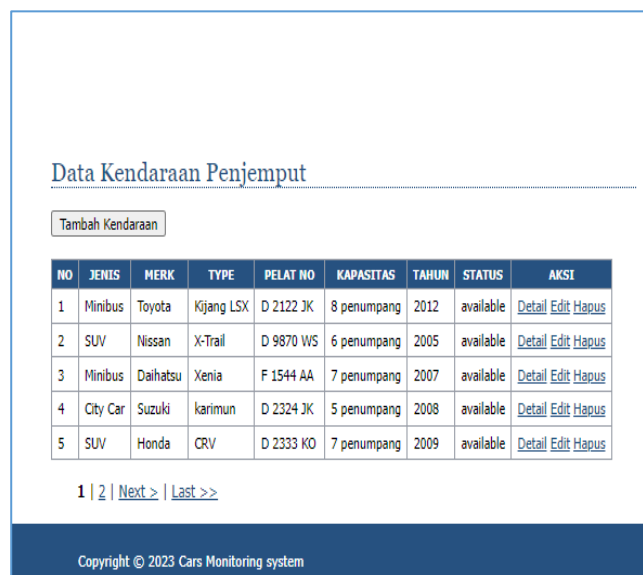 Data Kendaraan Penjemput
Tambah Kendaraan
NO JENIS MERK TYPE PELAT NO KAPASITAS TAHUN STATUS AKSI
1 Minibus Toyota Kijang LSX D 2122 JK 8 penumpang 2012 available Detail Edit Hapus
2 SUV Nissan X-Trail D 9870 WS 6 penumpang 2005 available Detail Edit Hapus
3 Minibus Daihatsu Xenia F 1544 AA 7 penumpang 2007 available Detail Edit Hapus
4 City Car Suzuki karimun D 2324 JK 5 penumpang 2008 available Detail Edit Hapus
5 SUV Honda CRV D 2333 KO 7 penumpang 2009 available Detail Edit Hapus
1 | 2 | Next > | Last >>
Copyright © 2023 Cars Monitoring system